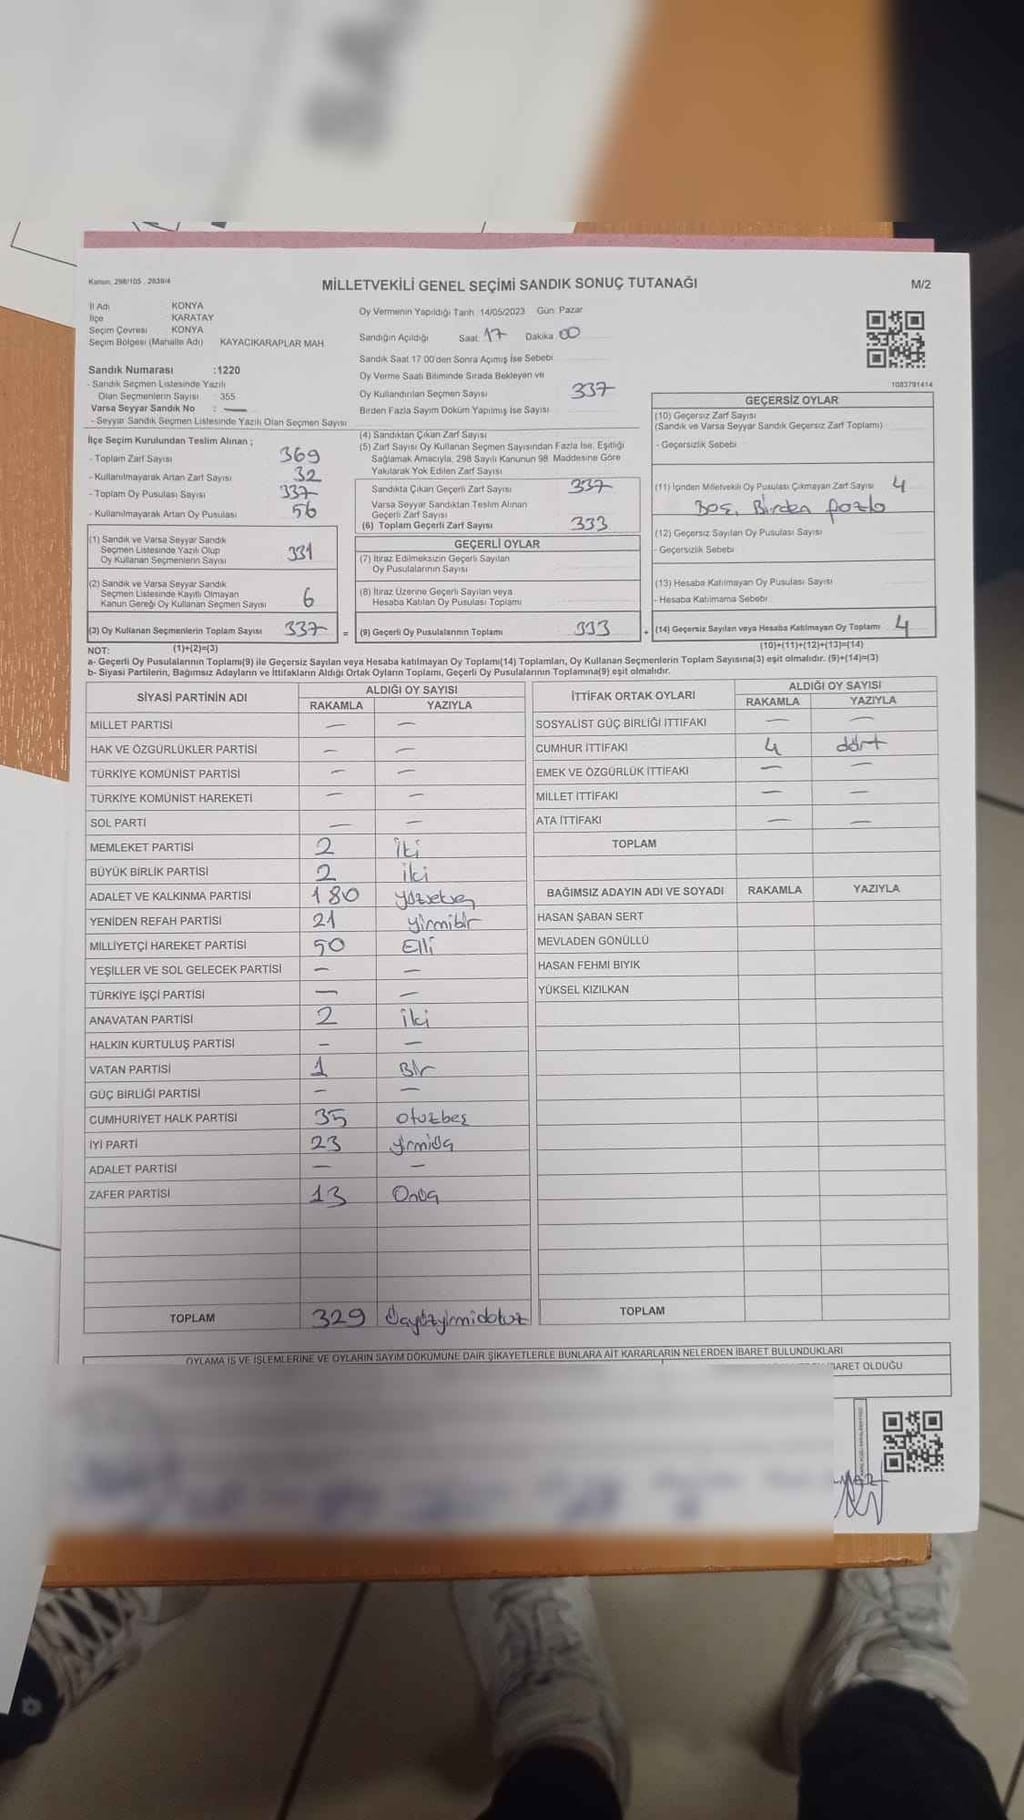 Kanun: 298/105 . 2839/4
MİLLETVEKİLİ GENEL SEÇİMİ SANDIK SONUÇ TUTANAĞI
M/2
İl Adı KONYA
İlçe KARATAY
Seçim Çevresi KONYA
Seçim Bölgesi (Mahalle Adı) KAYACIKARAPLAR MAH
Sandık Numarası :1220
- Sandık Seçmen Listesinde Yazılı
Olan Seçmenlerin Sayısı : 355
Varsa Seyyar Sandık No : —
- Seyyar Sandık Seçmen Listesinde Yazılı Olan Seçmen Sayısı
İlçe Seçim Kurulundan Teslim Alınan ;
- Toplam Zarf Sayısı 369
- Kullanılmayarak Artan Zarf Sayısı 32
- Toplam Oy Pusulası Sayısı 337
- Kullanılmayarak Artan Oy Pusulası 56
(1) Sandık ve Varsa Seyyar Sandık
Seçmen Listesinde Yazılı Olup
Oy Kullanan Seçmenlerin Sayısı 331
(2) Sandık ve Varsa Seyyar Sandık
Seçmen Listesinde Kayıtlı Olmayan
Kanun Gereği Oy Kullanan Seçmen Sayısı 6
(3) Oy Kullanan Seçmenlerin Toplam Sayısı 337 =
(1)+(2)=(3)
Oy Vermenin Yapıldığı Tarih 14/05/2023 Gün: Pazar
Sandığın Açıldığı Saat: 17 Dakika: 00
Sandık Saat 17.00'den Sonra Açımış İse Sebebi
Oy Verme Saati Bitiminde Sırada Bekleyen ve
Oy Kullandırılan Seçmen Sayısı 337
Birden Fazla Sayım Döküm Yapılmış İse Sayısı
(4) Sandıktan Çıkan Zarf Sayısı
(5) Zarf Sayısı Oy Kullanan Seçmen Sayısından Fazla İse, Eşitliği
Sağlamak Amacıyla, 298 Sayılı Kanunun 98. Maddesine Göre
Yakılarak Yok Edilen Zarf Sayısı
Sandıkta Çıkan Geçerli Zarf Sayısı 337
Varsa Seyyar Sandıktan Teslim Alınan
Geçerli Zarf Sayısı
(6) Toplam Geçerli Zarf Sayısı 333
GEÇERLİ OYLAR
(7) İtiraz Edilmeksizin Geçerli Sayılan
Oy Pusulalarının Sayısı
(8) İtiraz Üzerine Geçerli Sayılan veya
Hesaba Katılan Oy Pusulası Toplamı
(9) Geçerli Oy Pusulalarının Toplamı 333 +
1083791414
GEÇERSİZ OYLAR
(10) Geçersiz Zarf Sayısı
(Sandık ve Varsa Seyyar Sandık Geçersiz Zarf Toplamı)
- Geçersizlik Sebebi
(11) İçinden Milletvekili Oy Pusulası Çıkmayan Zarf Sayısı 4
Boş, Birden fazla
(12) Geçersiz Sayılan Oy Pusulası Sayısı
- Geçersizlik Sebebi
(13) Hesaba Katılmayan Oy Pusulası Sayısı
- Hesaba Katılmama Sebebi
(14) Geçersiz Sayılan veya Hesaba Katılmayan Oy Toplamı 4
(10)+(11)+(12)+(13)=(14)
NOT:
a- Geçerli Oy Pusulalarının Toplamı(9) ile Geçersiz Sayılan veya Hesaba katılmayan Oy Toplamı(14) Toplamları, Oy Kullanan Seçmenlerin Toplam Sayısına(3) eşit olmalıdır. (9)+(14)=(3)
b- Siyasi Partilerin, Bağımsız Adayların ve İttifakların Aldığı Ortak Oyların Toplamı, Geçerli Oy Pusulalarının Toplamına(9) eşit olmalıdır.
SİYASİ PARTİNİN ADI ALDIĞI OY SAYISI
RAKAMLA YAZIYLA
MİLLET PARTİSİ — —
HAK VE ÖZGÜRLÜKLER PARTİSİ — —
TÜRKİYE KOMÜNİST PARTİSİ — —
TÜRKİYE KOMÜNİST HAREKETİ — —
SOL PARTİ — —
MEMLEKET PARTİSİ 2 iki
BÜYÜK BİRLİK PARTİSİ 2 iki
ADALET VE KALKINMA PARTİSİ 180
YENİDEN REFAH PARTİSİ 21 yirmibir
MİLLİYETÇİ HAREKET PARTİSİ 50 Elli
YEŞİLLER VE SOL GELECEK PARTİSİ — —
TÜRKİYE İŞÇİ PARTİSİ — —
ANAVATAN PARTİSİ 2 iki
HALKIN KURTULUŞ PARTİSİ — —
VATAN PARTİSİ 1 Bir
GÜÇ BİRLİĞİ PARTİSİ — —
CUMHURİYET HALK PARTİSİ 35 otuzbeş
İYİ PARTİ 23 yirmiüç
ADALET PARTİSİ — —
ZAFER PARTİSİ 13 Onüç
TOPLAM 329
İTTİFAK ORTAK OYLARI ALDIĞI OY SAYISI
RAKAMLA YAZIYLA
SOSYALİST GÜÇ BİRLİĞİ İTTİFAKI — —
CUMHUR İTTİFAKI 4 dört
EMEK VE ÖZGÜRLÜK İTTİFAKI — —
MİLLET İTTİFAKI — —
ATA İTTİFAKI — —
TOPLAM
BAĞIMSIZ ADAYIN ADI VE SOYADI RAKAMLA YAZIYLA
HASAN ŞABAN SERT
MEVLADEN GÖNÜLLÜ
HASAN FEHMİ BIYIK
YÜKSEL KIZILKAN
TOPLAM
OYLAMA İŞ VE İŞLEMLERİNE VE OYLARIN SAYIM DÖKÜMÜNE DAİR ŞİKAYETLERLE BUNLARA AİT KARARLARIN NELERDEN İBARET BULUNDUKLARI
İBARET OLDUĞU